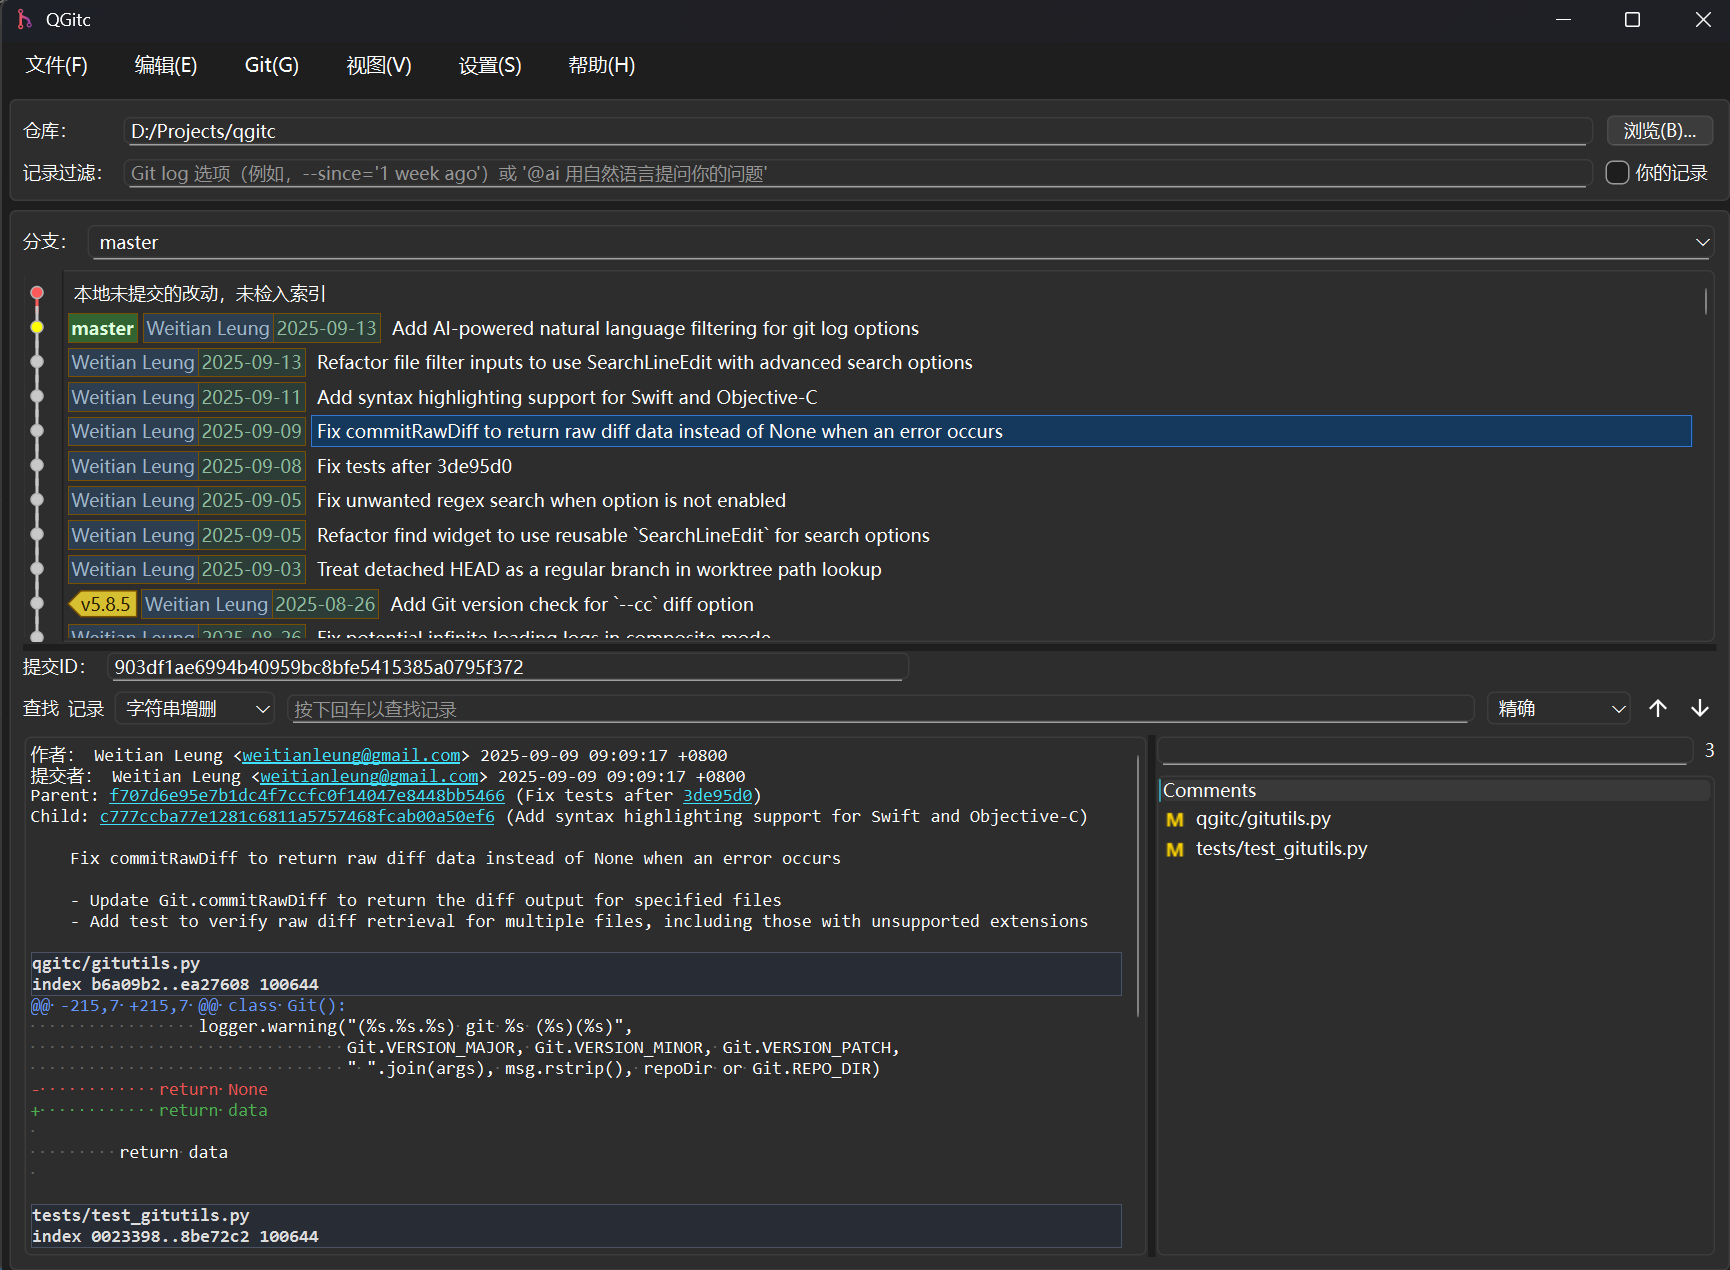 QGitc
文件(F) 编辑(E) Git(G) 视图(V) 设置(S) 帮助(H)
仓库： D:/Projects/qgitc 浏览(B)...
记录过滤： Git log 选项（例如，--since='1 week ago'）或 '@ai 用自然语言提问你的问题' 你的记录
分支： master
本地未提交的改动，未检入索引
master Weitian Leung 2025-09-13 Add AI-powered natural language filtering for git log options
Weitian Leung 2025-09-13 Refactor file filter inputs to use SearchLineEdit with advanced search options
Weitian Leung 2025-09-11 Add syntax highlighting support for Swift and Objective-C
Weitian Leung 2025-09-09 Fix commitRawDiff to return raw diff data instead of None when an error occurs
Weitian Leung 2025-09-08 Fix tests after 3de95d0
Weitian Leung 2025-09-05 Fix unwanted regex search when option is not enabled
Weitian Leung 2025-09-05 Refactor find widget to use reusable `SearchLineEdit` for search options
Weitian Leung 2025-09-03 Treat detached HEAD as a regular branch in worktree path lookup
v5.8.5 Weitian Leung 2025-08-26 Add Git version check for `--cc` diff option
Weitian Leung 2025-08-26 Fix potential infinite loading logs in composite mode
提交ID： 903df1ae6994b40959bc8bfe5415385a0795f372
查找 记录 字符串增删 按下回车以查找记录 精确
作者： Weitian Leung <weitianleung@gmail.com> 2025-09-09 09:09:17 +0800
提交者： Weitian Leung <weitianleung@gmail.com> 2025-09-09 09:09:17 +0800
Parent: f707d6e95e7b1dc4f7ccfc0f14047e8448bb5466 (Fix tests after 3de95d0)
Child: c777ccba77e1281c6811a5757468fcab00a50ef6 (Add syntax highlighting support for Swift and Objective-C)
Fix commitRawDiff to return raw diff data instead of None when an error occurs
- Update Git.commitRawDiff to return the diff output for specified files
- Add test to verify raw diff retrieval for multiple files, including those with unsupported extensions
qgitc/gitutils.py
index b6a09b2..ea27608 100644
@@ -215,7 +215,7 @@ class Git():
logger.warning("(%s.%s.%s) git %s (%s)(%s)",
Git.VERSION_MAJOR, Git.VERSION_MINOR, Git.VERSION_PATCH,
" ".join(args), msg.rstrip(), repoDir or Git.REPO_DIR)
- return None
+ return data
return data
tests/test_gitutils.py
index 0023398..8be72c2 100644
3
Comments
M qgitc/gitutils.py
M tests/test_gitutils.py